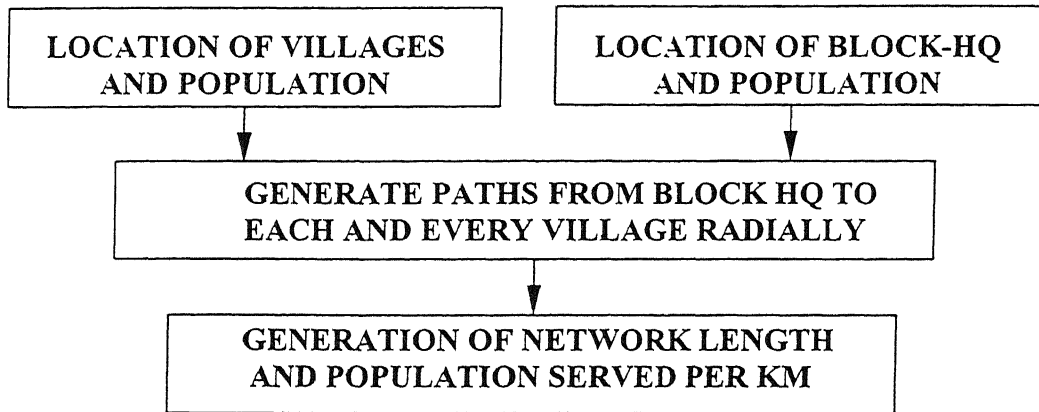 LOCATION OF VILLAGES
AND POPULATION
LOCATION OF BLOCK-HQ
AND POPULATION
GENERATE PATHS FROM BLOCK HQ TO
EACH AND EVERY VILLAGE RADIALLY
GENERATION OF NETWORK LENGTH
AND POPULATION SERVED PER KM